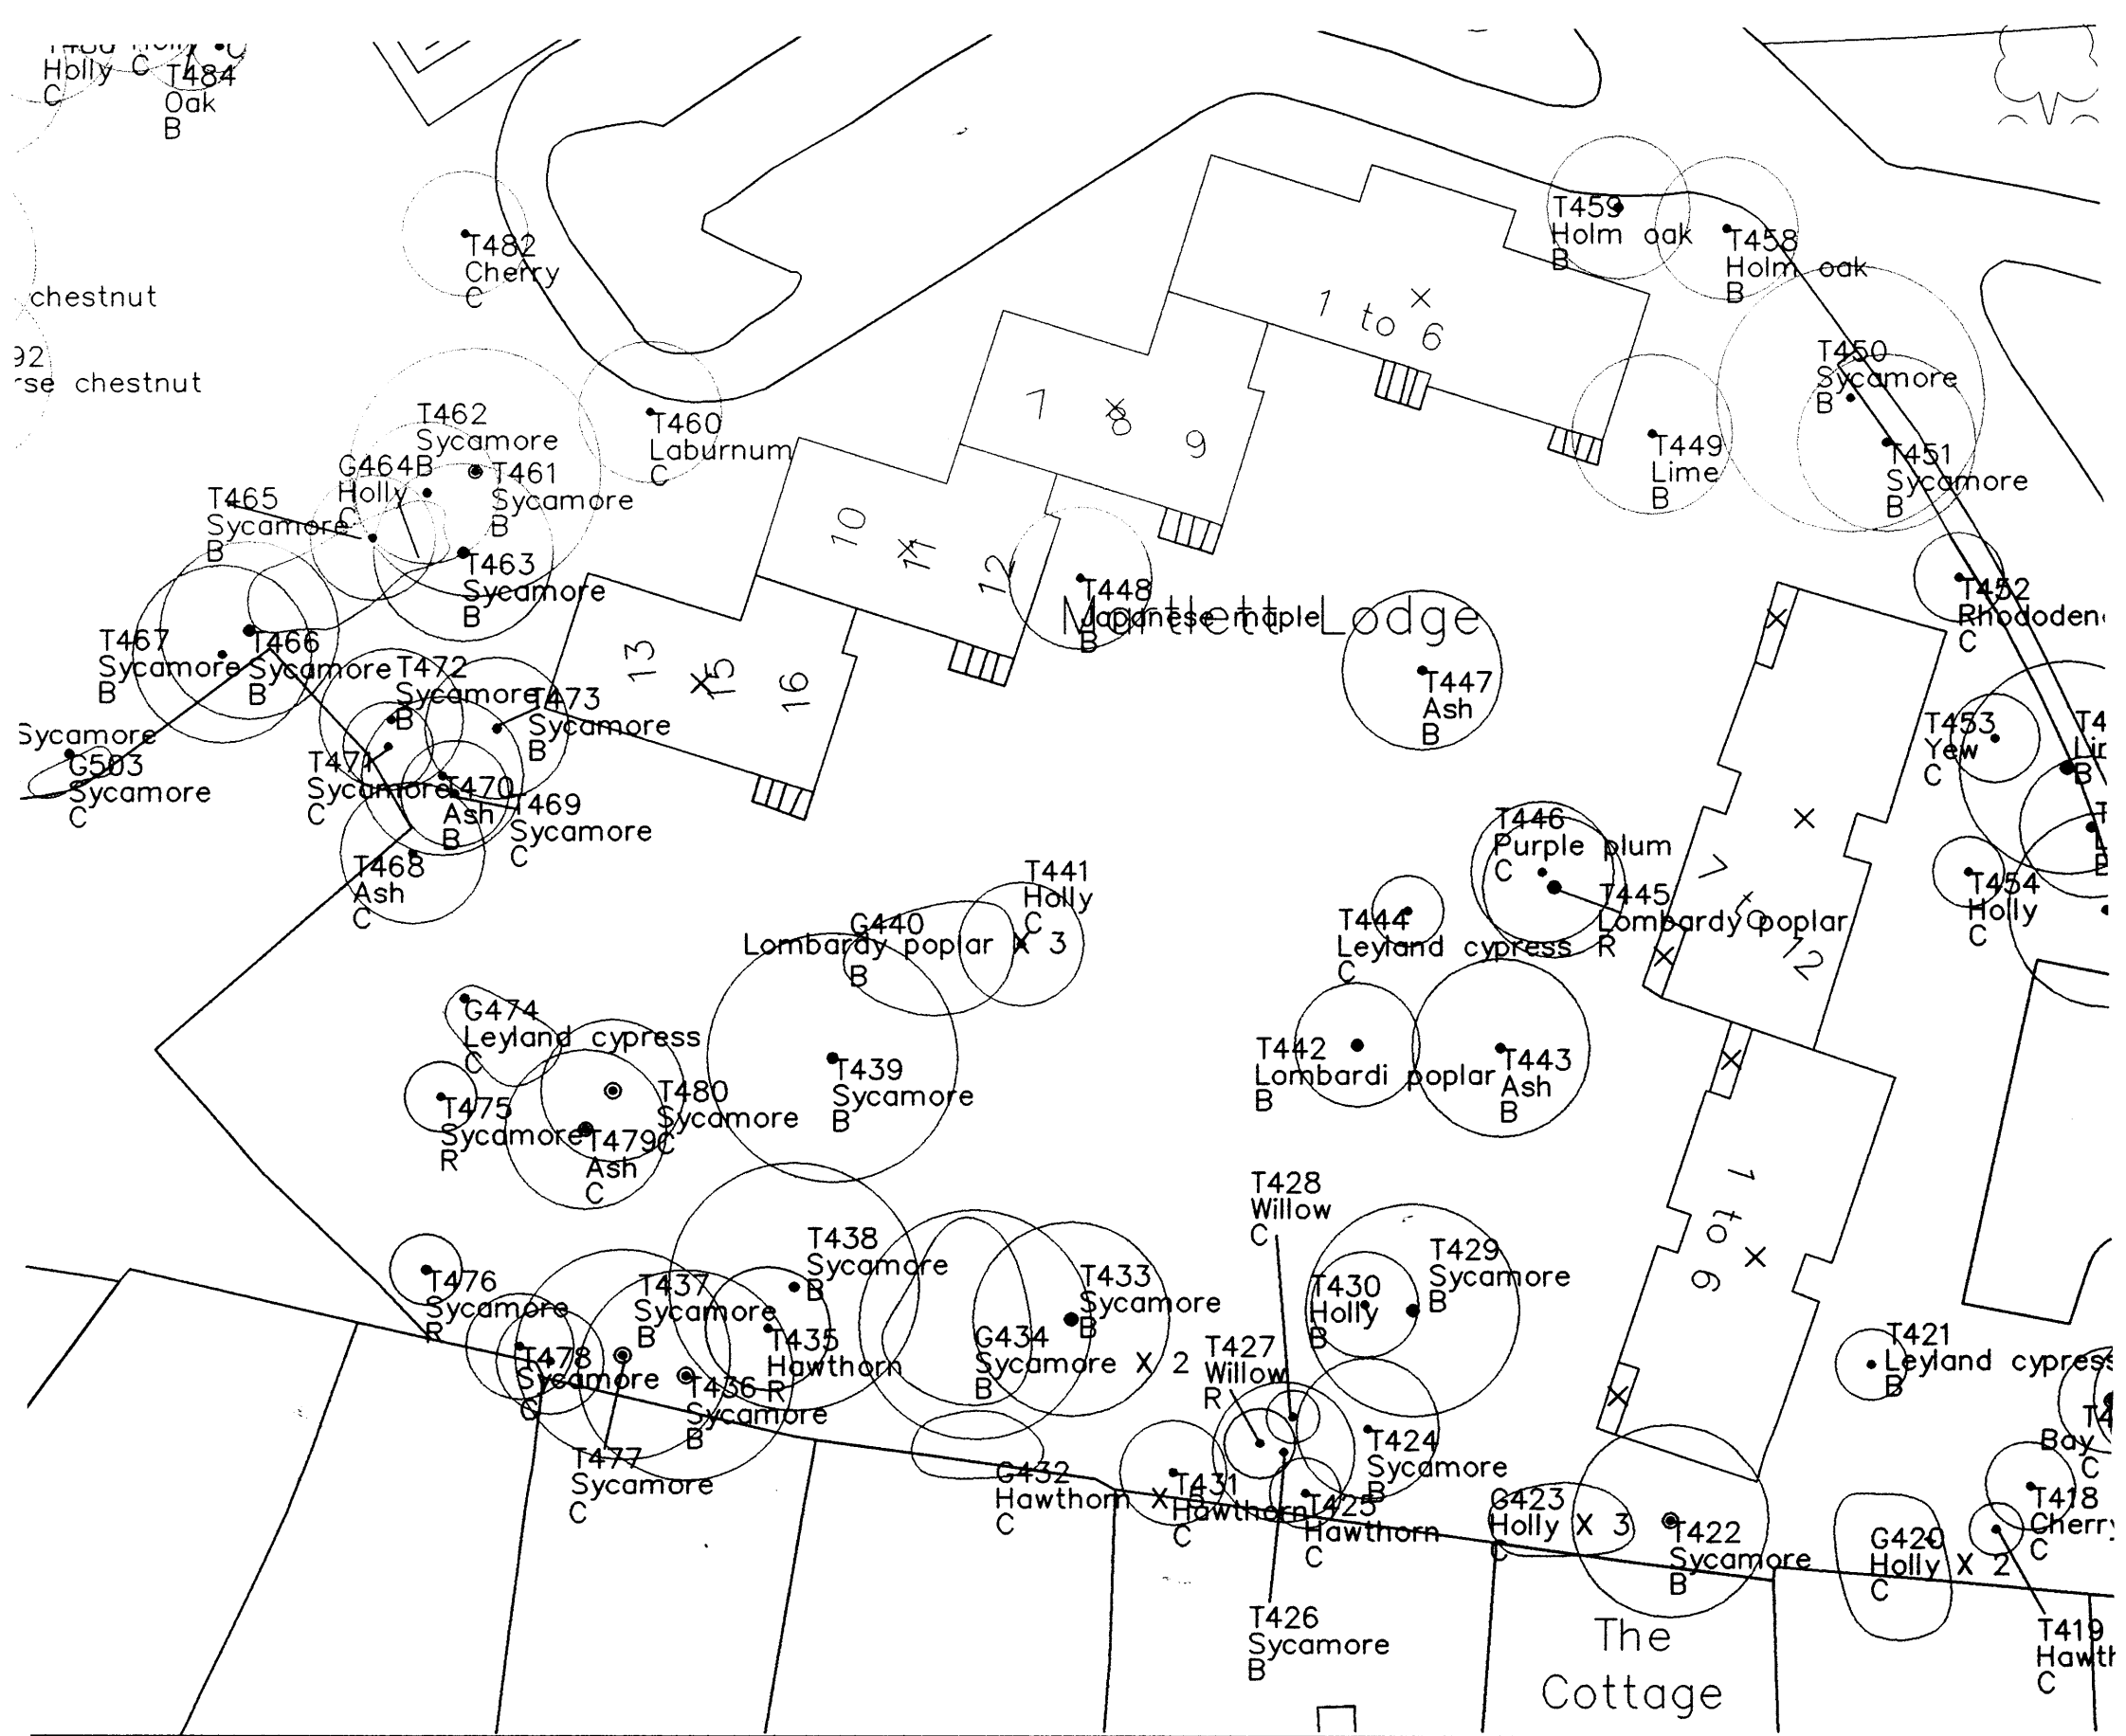 Holly
C
T484
Oak
B
T482
Cherry
C
chestnut
92
rse chestnut
T459
Holm oak
B
T458
Holm oak
B
1 to 6
7
8
9
T450
Sycamore
B
T451
Sycamore
B
T449
Lime
B
T460
Laburnum
C
T462
Sycamore
B
T461
Sycamore
B
G464
Holly
C
T465
Sycamore
B
T463
Sycamore
B
10
11
12
T448
Japanese maple
B
Martlett Lodge
T452
Rhododen
C
T467
Sycamore
B
T466
Sycamore
B
T472
Sycamore
B
T473
Sycamore
B
13
15
16
T447
Ash
B
T453
Yew
C
T4
Lir
B
Sycamore
G503
Sycamore
C
T471
Sycamore
C
T470
Ash
B
T469
Sycamore
C
T468
Ash
C
T446
Purple plum
C
T445
Lombardy poplar
R
7 to 12
T454
Holly
C
T441
Holly
C
G440
Lombardy poplar X 3
B
T444
Leyland cypress
C
G474
Leyland cypress
C
T442
Lombardi poplar
B
T443
Ash
B
T439
Sycamore
B
T480
Sycamore
C
T475
Sycamore
R
T479
Ash
C
T428
Willow
C
1 to 6
T438
Sycamore
B
T429
Sycamore
B
T430
Holly
B
T433
Sycamore
B
T476
Sycamore
R
T437
Sycamore
B
T435
Hawthorn
R
G434
Sycamore X 2
B
T427
Willow
R
T421
Leyland cypress
B
T478
Sycamore
C
T436
Sycamore
B
T4
Bay
C
T424
Sycamore
B
T477
Sycamore
C
G432
Hawthorn X
C
T431
Hawthorn
C
T425
Hawthorn
C
G423
Holly X 3
C
T422
Sycamore
B
G420
Holly X 2
C
T418
Cherry
C
T426
Sycamore
B
The
Cottage
T419
Hawth
C